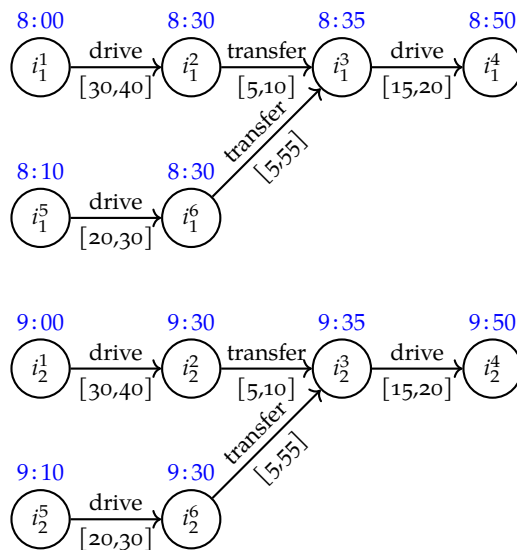 8:00 8:30 8:35 8:50
drive transfer drive
i_1^1 i_1^2 i_1^3 i_1^4
[30,40] [5,10] [15,20]
transfer
[5,55]
8:10 8:30
drive
i_1^5 i_1^6
[20,30]
9:00 9:30 9:35 9:50
drive transfer drive
i_2^1 i_2^2 i_2^3 i_2^4
[30,40] [5,10] [15,20]
transfer
[5,55]
9:10 9:30
drive
i_2^5 i_2^6
[20,30]